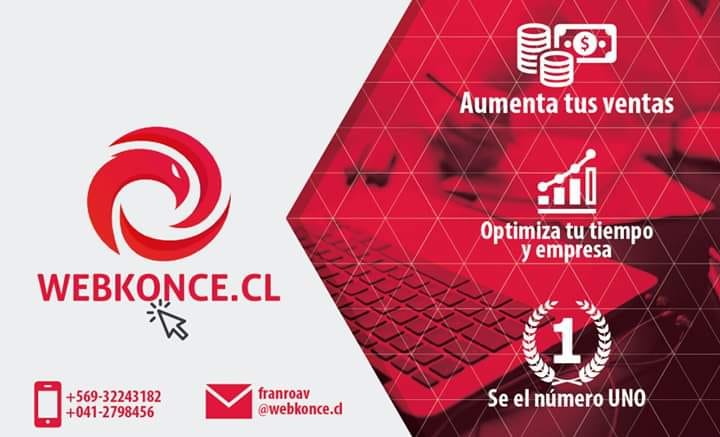 WEBKONCE.CL
+569-32243182
+041-2798456
franroav
@webkonce.cl
$
Aumenta tus ventas
Optimiza tu tiempo
y empresa
1
Se el número UNO